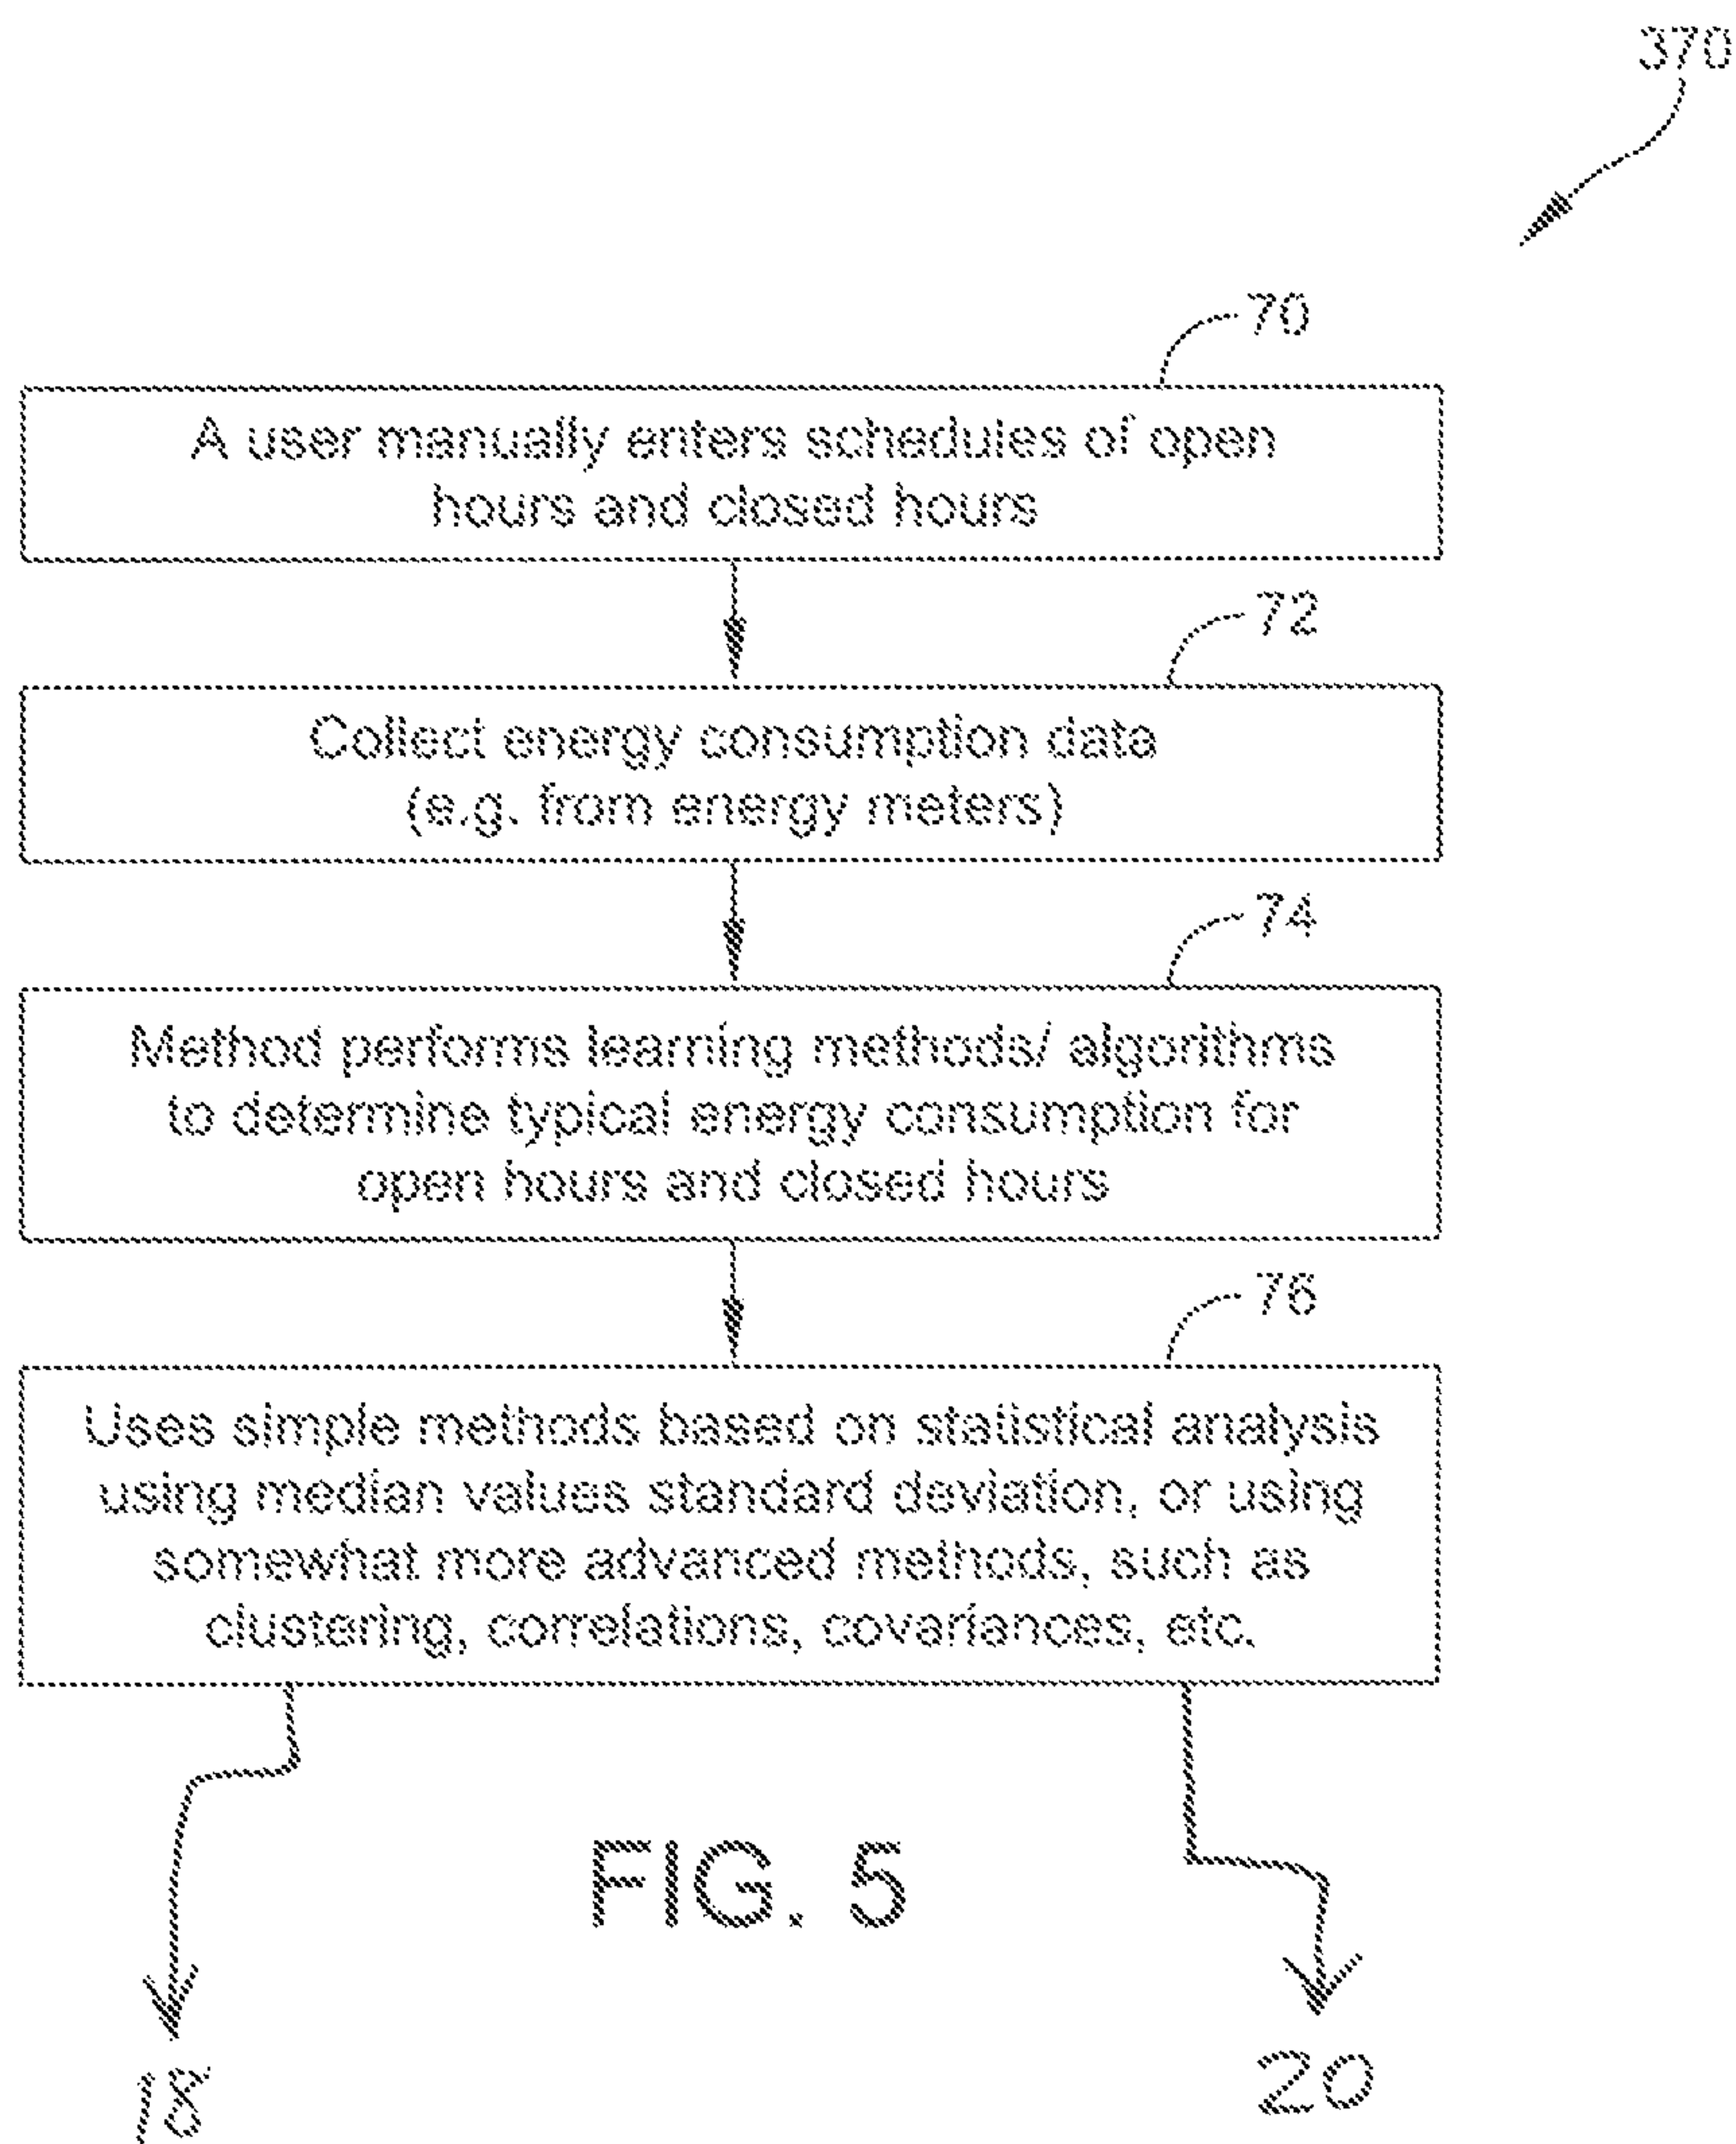 370
70
A user manually enters schedules of open
hours and closed hours
72
Collect energy consumption data
(e.g. from energy meters)
74
Method performs learning methods/ algorithms
to determine typical energy consumption for
open hours and closed hours
76
Uses simple methods based on statistical analysis
using median values standard deviation, or using
somewhat more advanced methods, such as
clustering, correlations, covariances, etc.
FIG. 5
18
20